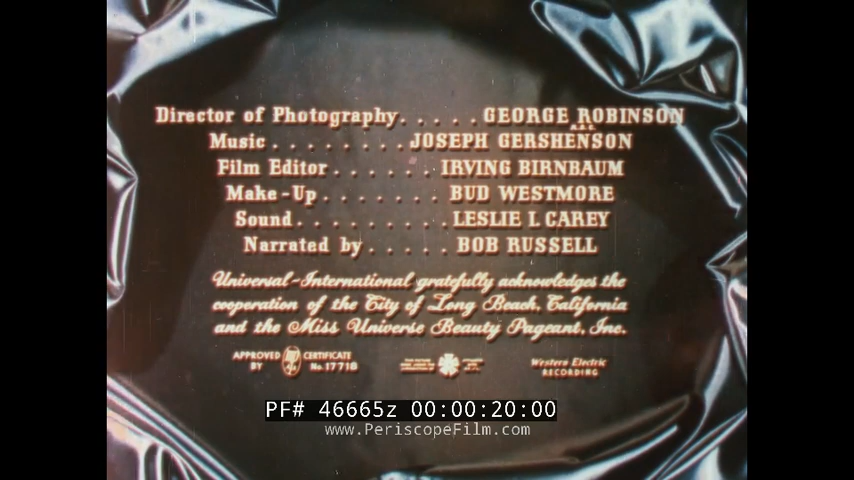 Director of Photography. . . . . GEORGE ROBINSON
A.S.C.
Music . . . . . . . . JOSEPH GERSHENSON
Film Editor . . . . . . IRVING BIRNBAUM
Make-Up . . . . . . . BUD WESTMORE
Sound . . . . . . . . . LESLIE I. CAREY
Narrated by . . . . . BOB RUSSELL
Universal-International gratefully acknowledges the
cooperation of the City of Long Beach, California
and the Miss Universe Beauty Pageant, Inc.
APPROVED BY CERTIFICATE No. 17718
Western Electric
RECORDING
PF# 46665z 00:00:20:00
www.PeriscopeFilm.com